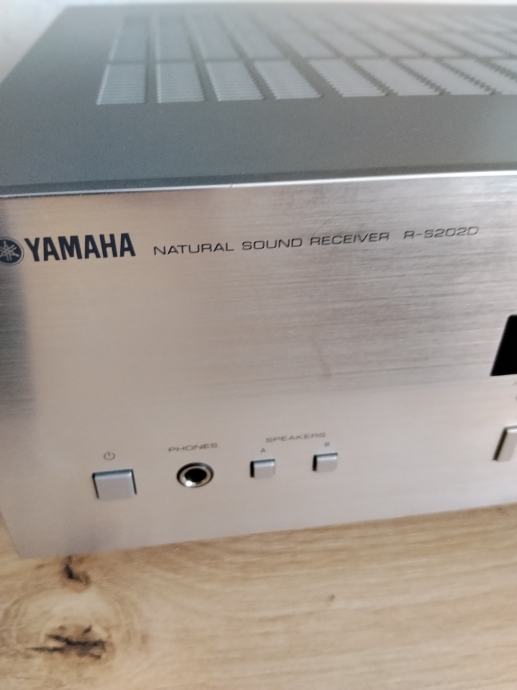 YAMAHA NATURAL SOUND RECEIVER R-S202D
PHONES
SPEAKERS
A B